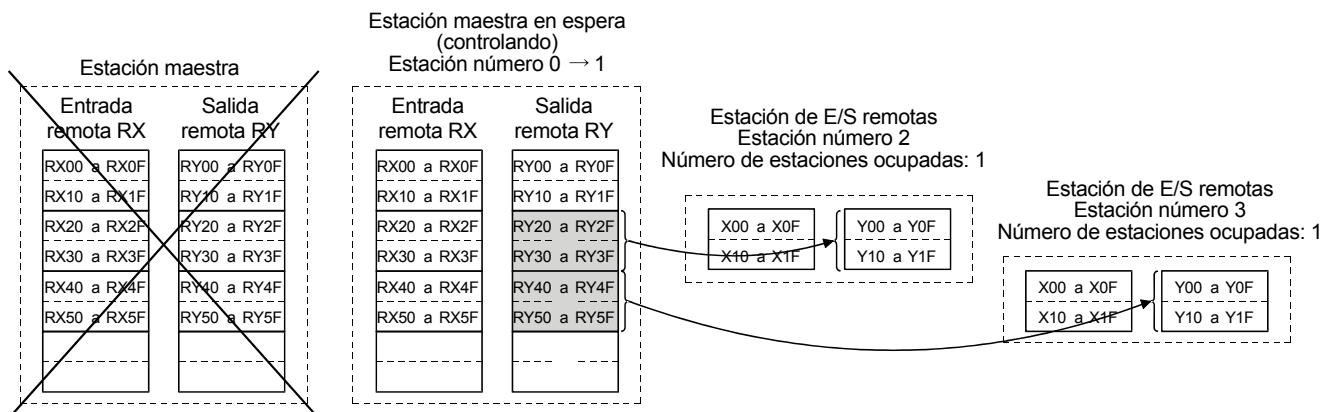 Estación maestra
Entrada
remota RX
Salida
remota RY
RX00 a RX0F
RY00 a RY0F
RX10 a RX1F
RY10 a RY1F
RX20 a RX2F
RY20 a RY2F
RX30 a RX3F
RY30 a RY3F
RX40 a RX4F
RY40 a RY4F
RX50 a RX5F
RY50 a RY5F
Estación maestra en espera
(controlando)
Estación número 0 → 1
Entrada
remota RX
Salida
remota RY
RX00 a RX0F
RY00 a RY0F
RX10 a RX1F
RY10 a RY1F
RX20 a RX2F
RY20 a RY2F
RX30 a RX3F
RY30 a RY3F
RX40 a RX4F
RY40 a RY4F
RX50 a RX5F
RY50 a RY5F
Estación de E/S remotas
Estación número 2
Número de estaciones ocupadas: 1
X00 a X0F
Y00 a Y0F
X10 a X1F
Y10 a Y1F
Estación de E/S remotas
Estación número 3
Número de estaciones ocupadas: 1
X00 a X0F
Y00 a Y0F
X10 a X1F
Y10 a Y1F